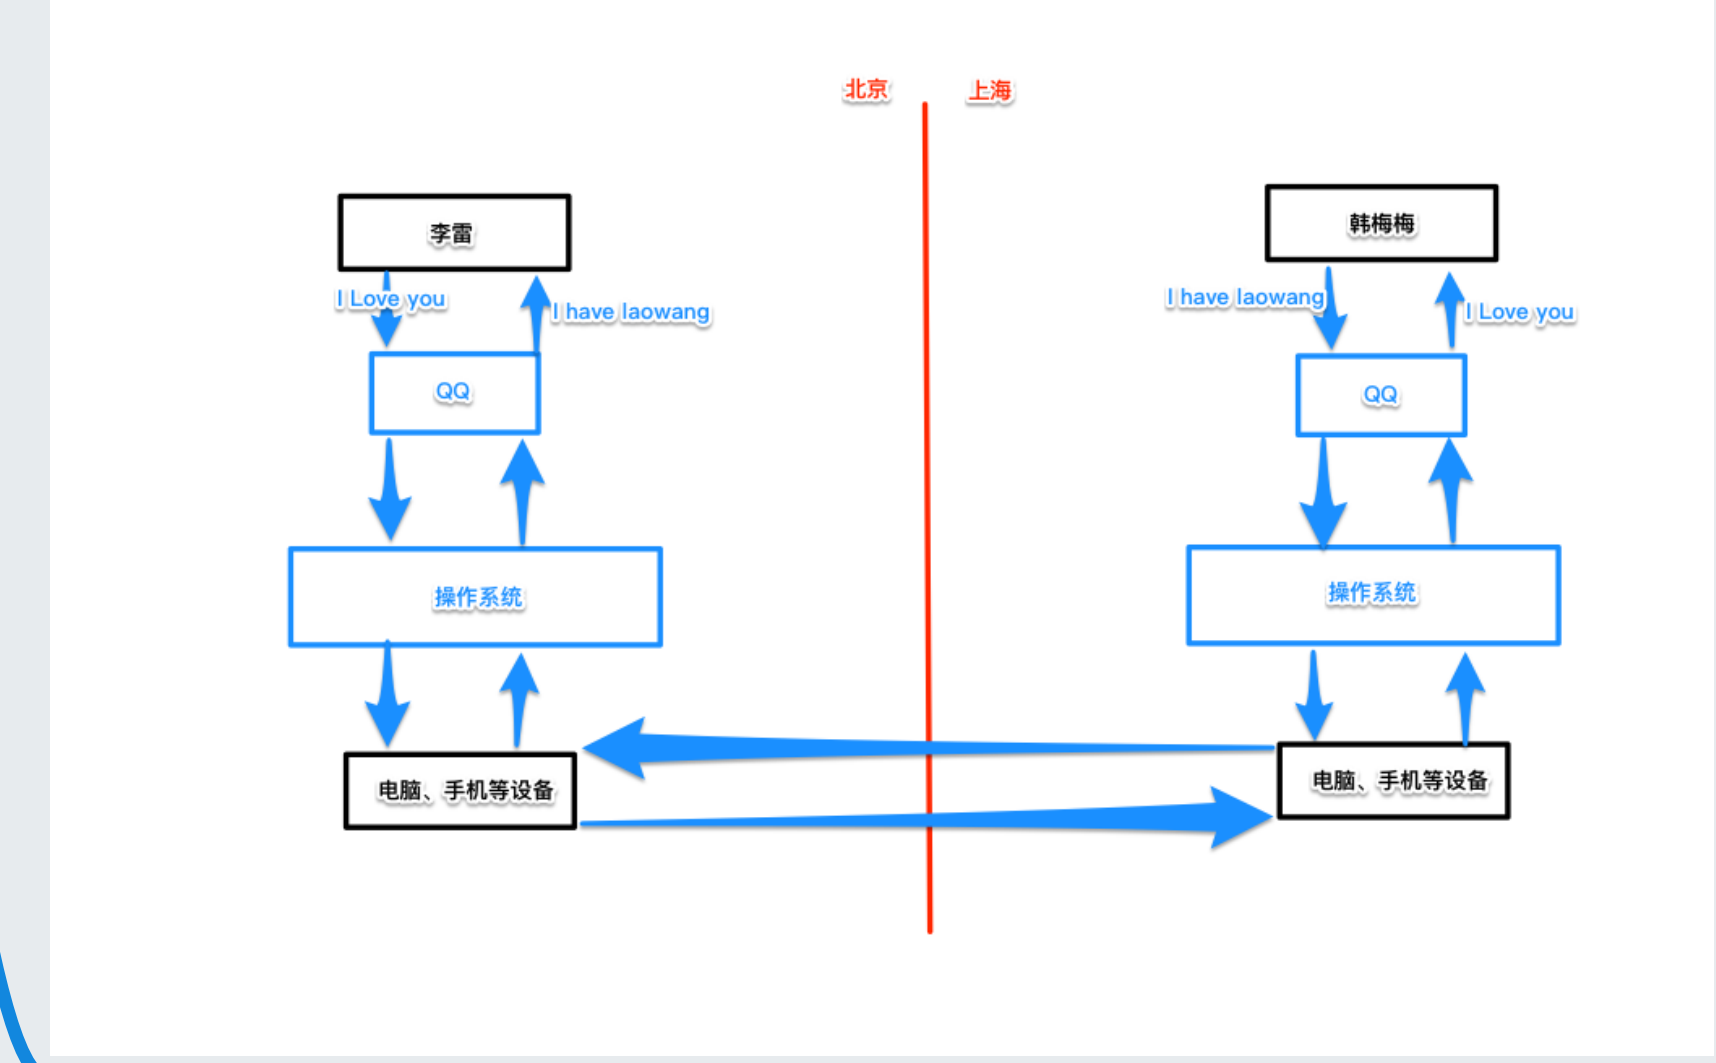 北京
上海
李雷
韩梅梅
I Love you
I have laowang
I have laowang
I Love you
QQ
QQ
操作系统
操作系统
电脑、手机等设备
电脑、手机等设备